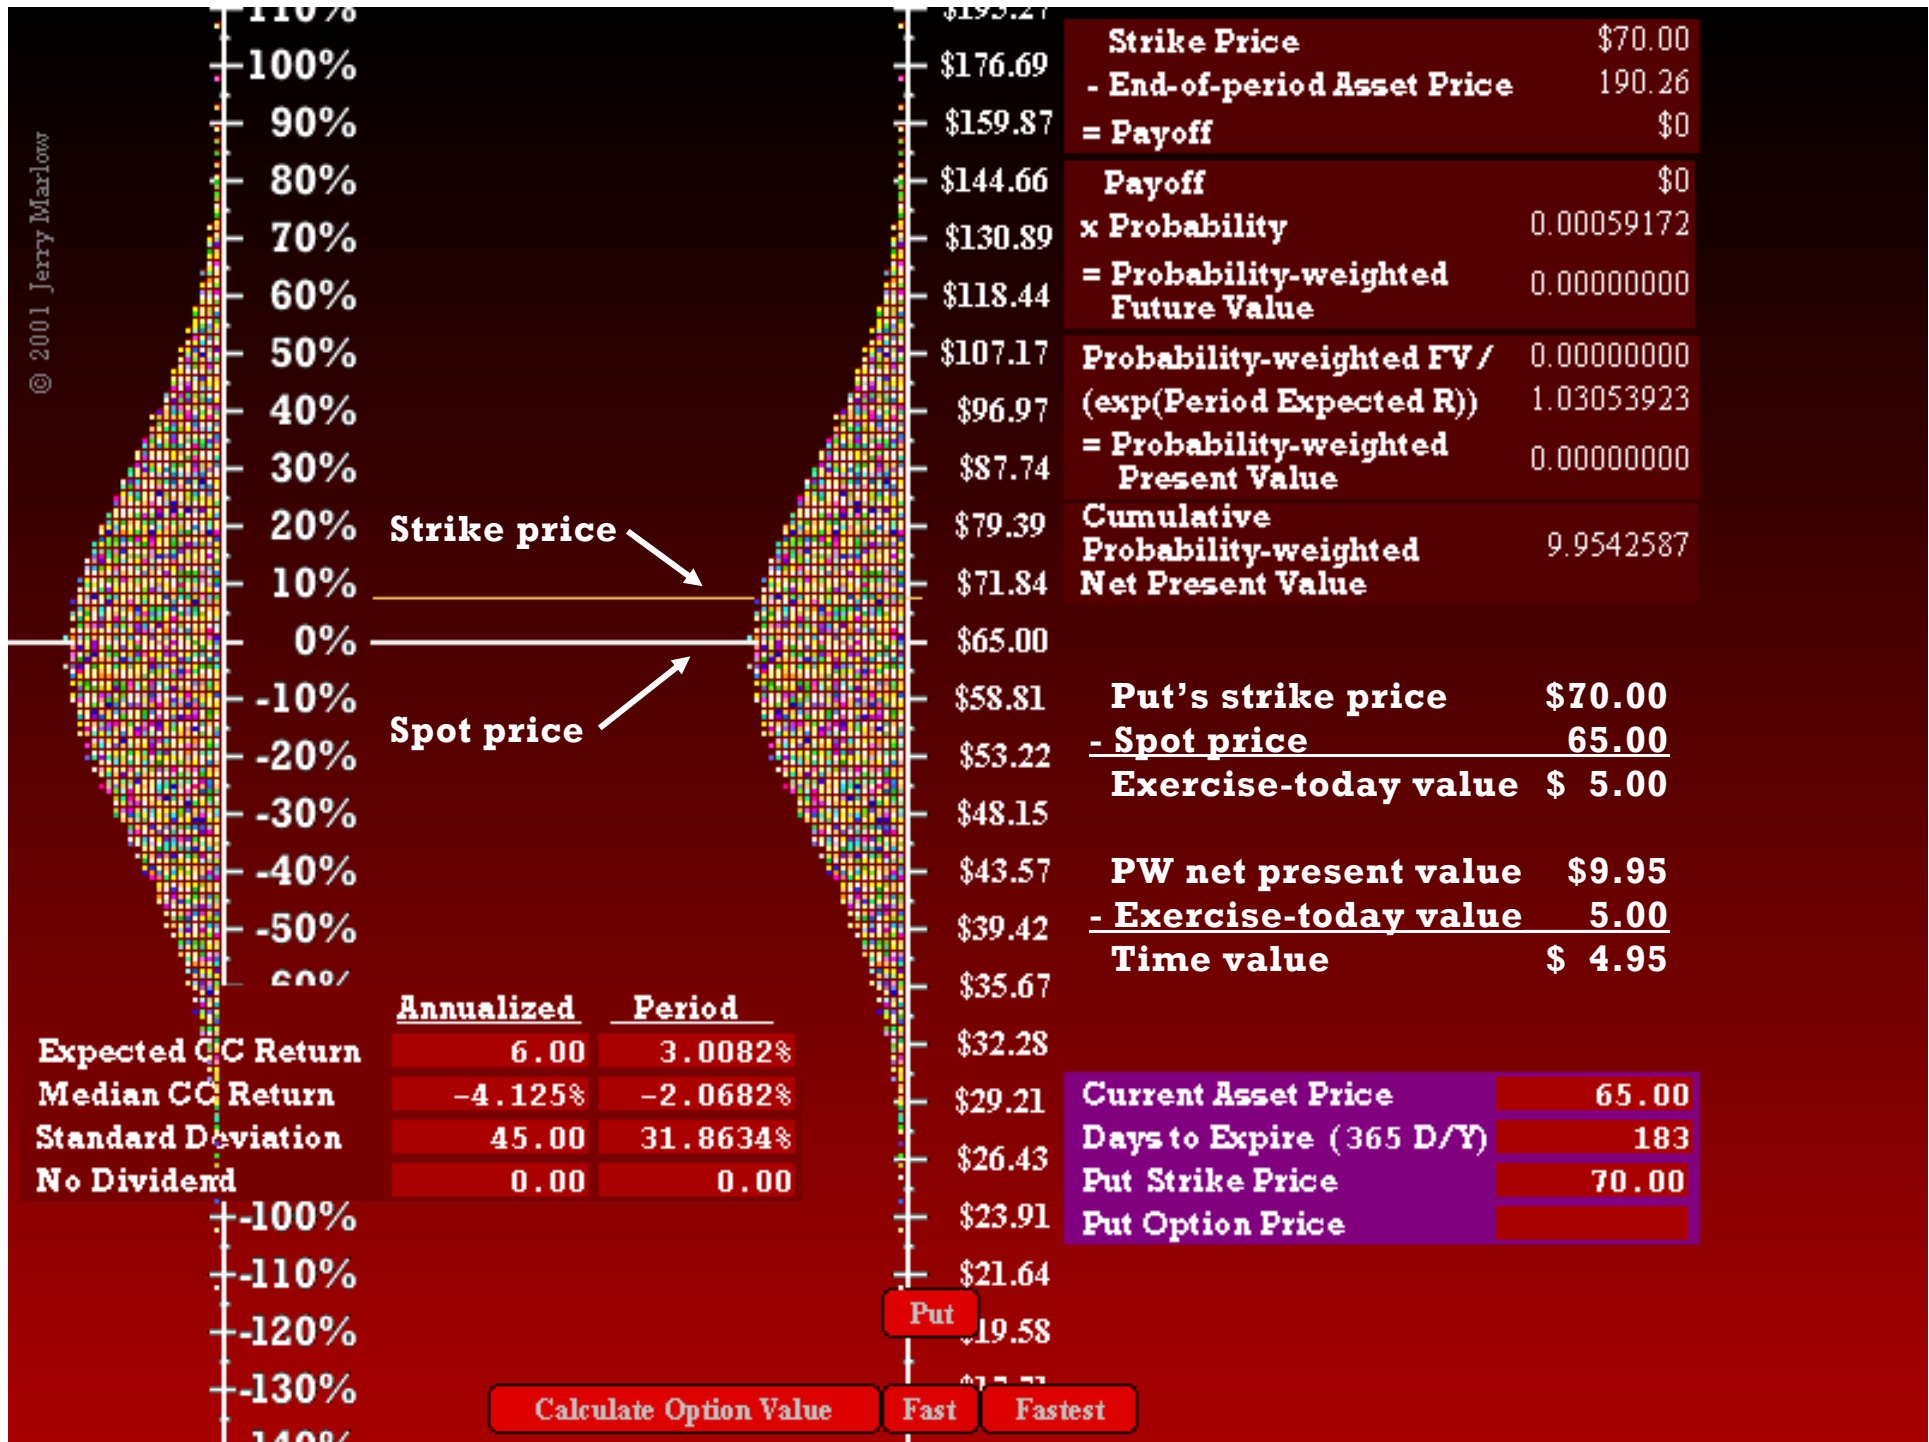 © 2001 Jerry Marlow
110%
100%
90%
80%
70%
60%
50%
40%
30%
20%
10%
0%
-10%
-20%
-30%
-40%
-50%
-100%
-110%
-120%
-130%
Strike price
Spot price
$193.27
$176.69
$159.87
$144.66
$130.89
$118.44
$107.17
$96.97
$87.74
$79.39
$71.84
$65.00
$58.81
$53.22
$48.15
$43.57
$39.42
$35.67
$32.28
$29.21
$26.43
$23.91
$21.64
19.58
Strike Price $70.00
- End-of-period Asset Price 190.26
= Payoff $0
Payoff $0
x Probability 0.00059172
= Probability-weighted
Future Value 0.00000000
Probability-weighted FV / 0.00000000
(exp(Period Expected R)) 1.03053923
= Probability-weighted
Present Value 0.00000000
Cumulative
Probability-weighted 9.9542587
Net Present Value
Put's strike price $70.00
- Spot price 65.00
Exercise-today value $ 5.00
PW net present value $9.95
- Exercise-today value 5.00
Time value $ 4.95
Annualized Period
Expected CC Return 6.00 3.0082%
Median CC Return -4.125% -2.0682%
Standard Deviation 45.00 31.8634%
No Dividend 0.00 0.00
Current Asset Price 65.00
Days to Expire (365 D/Y) 183
Put Strike Price 70.00
Put Option Price
Put
Calculate Option Value
Fast
Fastest